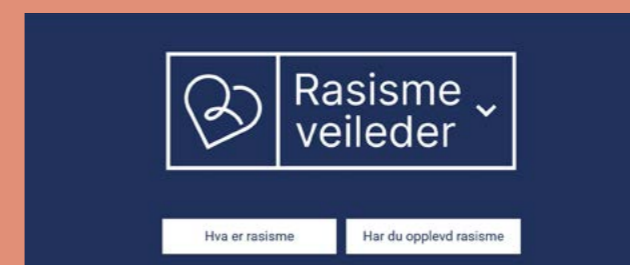 Rasisme
veileder
Hva er rasisme
Har du opplevd rasisme